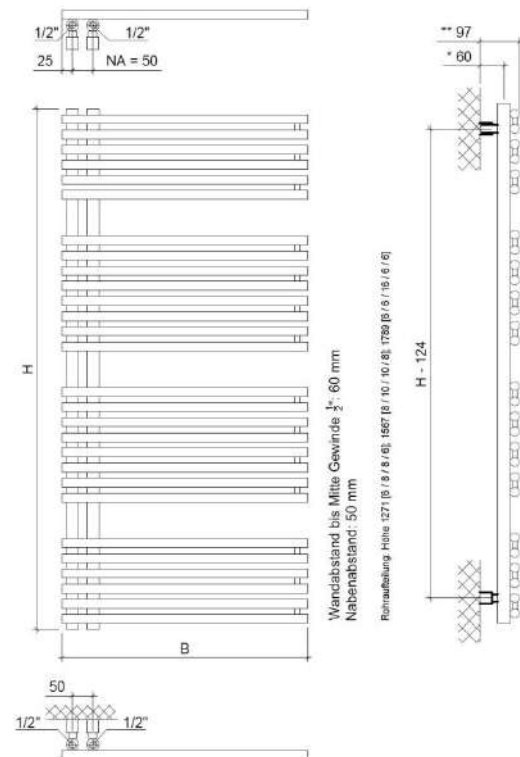 1/2" 1/2"
25 NA = 50
** 97
* 60
H
H - 124
Wandabstand bis Mitte Gewinde ½": 60 mm
Nabenabstand: 50 mm
Rohraufteilung: Höhe 1271 [6 / 8 / 8 / 6]; 1567 [8 / 10 / 10 / 8]; 1789 [6 / 6 / 16 / 6 / 6]
B
50
1/2" 1/2"